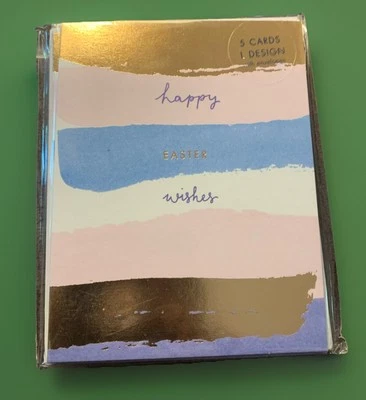 5 CARDS
1 DESIGN
happy
EASTER
wishes